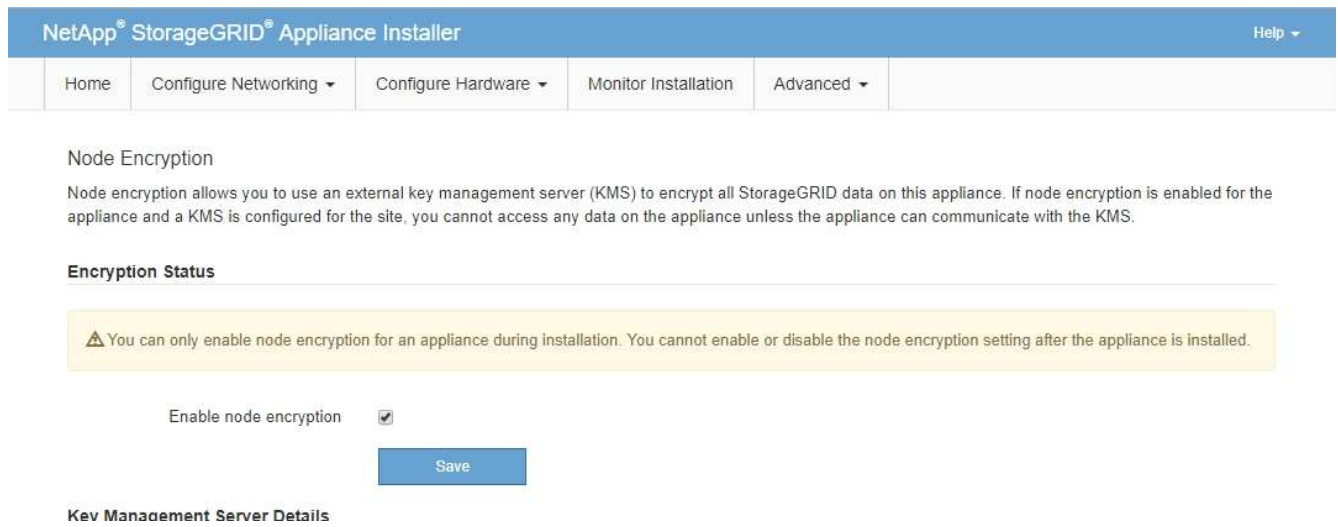 NetApp® StorageGRID® Appliance Installer Help
Home Configure Networking Configure Hardware Monitor Installation Advanced
Node Encryption
Node encryption allows you to use an external key management server (KMS) to encrypt all StorageGRID data on this appliance. If node encryption is enabled for the
appliance and a KMS is configured for the site, you cannot access any data on the appliance unless the appliance can communicate with the KMS.
Encryption Status
You can only enable node encryption for an appliance during installation. You cannot enable or disable the node encryption setting after the appliance is installed.
Enable node encryption
Save
Key Management Server Details